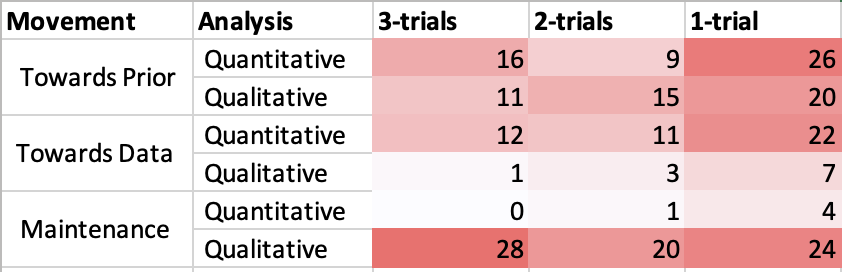 Movement Analysis 3-trials 2-trials 1-trial
Towards Prior Quantitative 16 9 26
Qualitative 11 15 20
Towards Data Quantitative 12 11 22
Qualitative 1 3 7
Maintenance Quantitative 0 1 4
Qualitative 28 20 24